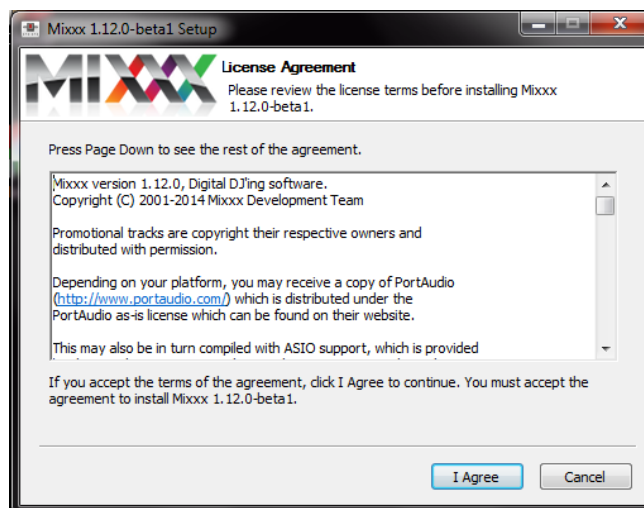 Mixxx 1.12.0-beta1 Setup
MIXXX
License Agreement
Please review the license terms before installing Mixxx
1.12.0-beta1.
Press Page Down to see the rest of the agreement.
Mixxx version 1.12.0, Digital DJ'ing software.
Copyright (C) 2001-2014 Mixxx Development Team
Promotional tracks are copyright their respective owners and
distributed with permission.
Depending on your platform, you may receive a copy of PortAudio
(http://www.portaudio.com/) which is distributed under the
PortAudio as-is license which can be found on their website.
This may also be in turn compiled with ASIO support, which is provided
If you accept the terms of the agreement, click I Agree to continue. You must accept the
agreement to install Mixxx 1.12.0-beta1.
I Agree
Cancel